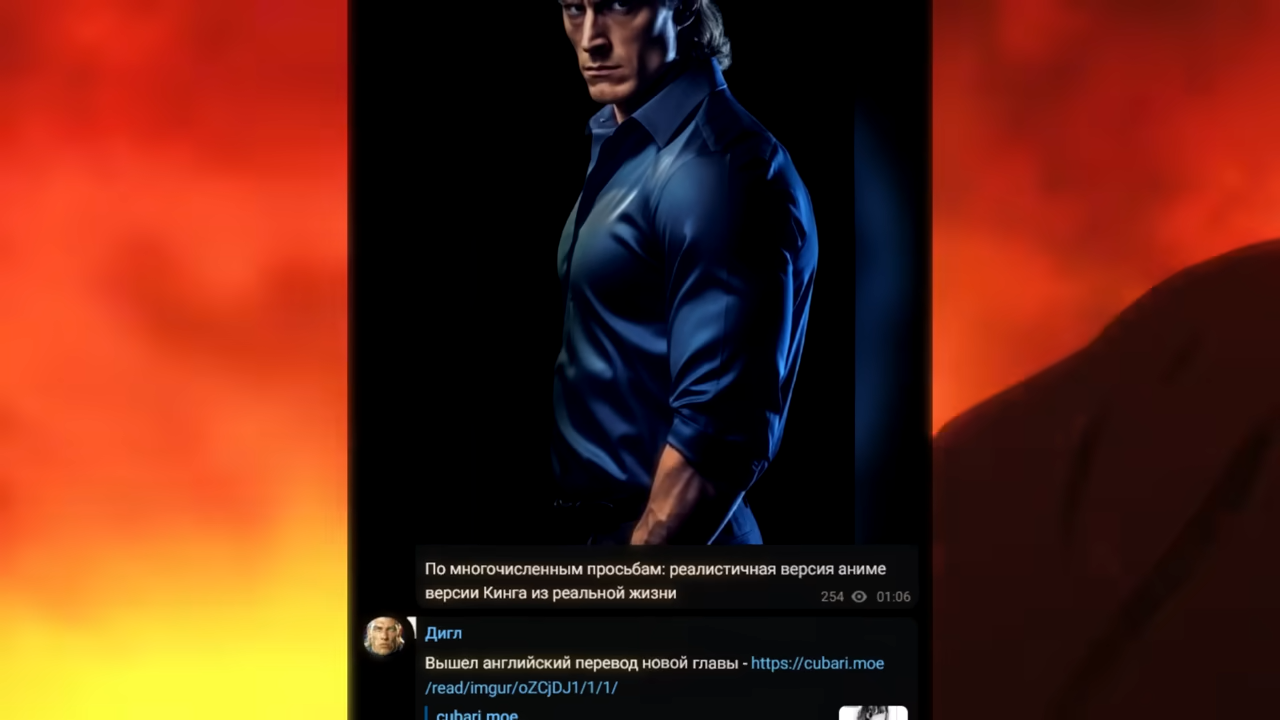 По многочисленным просьбам: реалистичная версия аниме
версии Кинга из реальной жизни
254 01:06
Дигл
Вышел английский перевод новой главы - https://cubari.moe
/read/imgur/oZCjDJ1/1/1/
cubari.moe